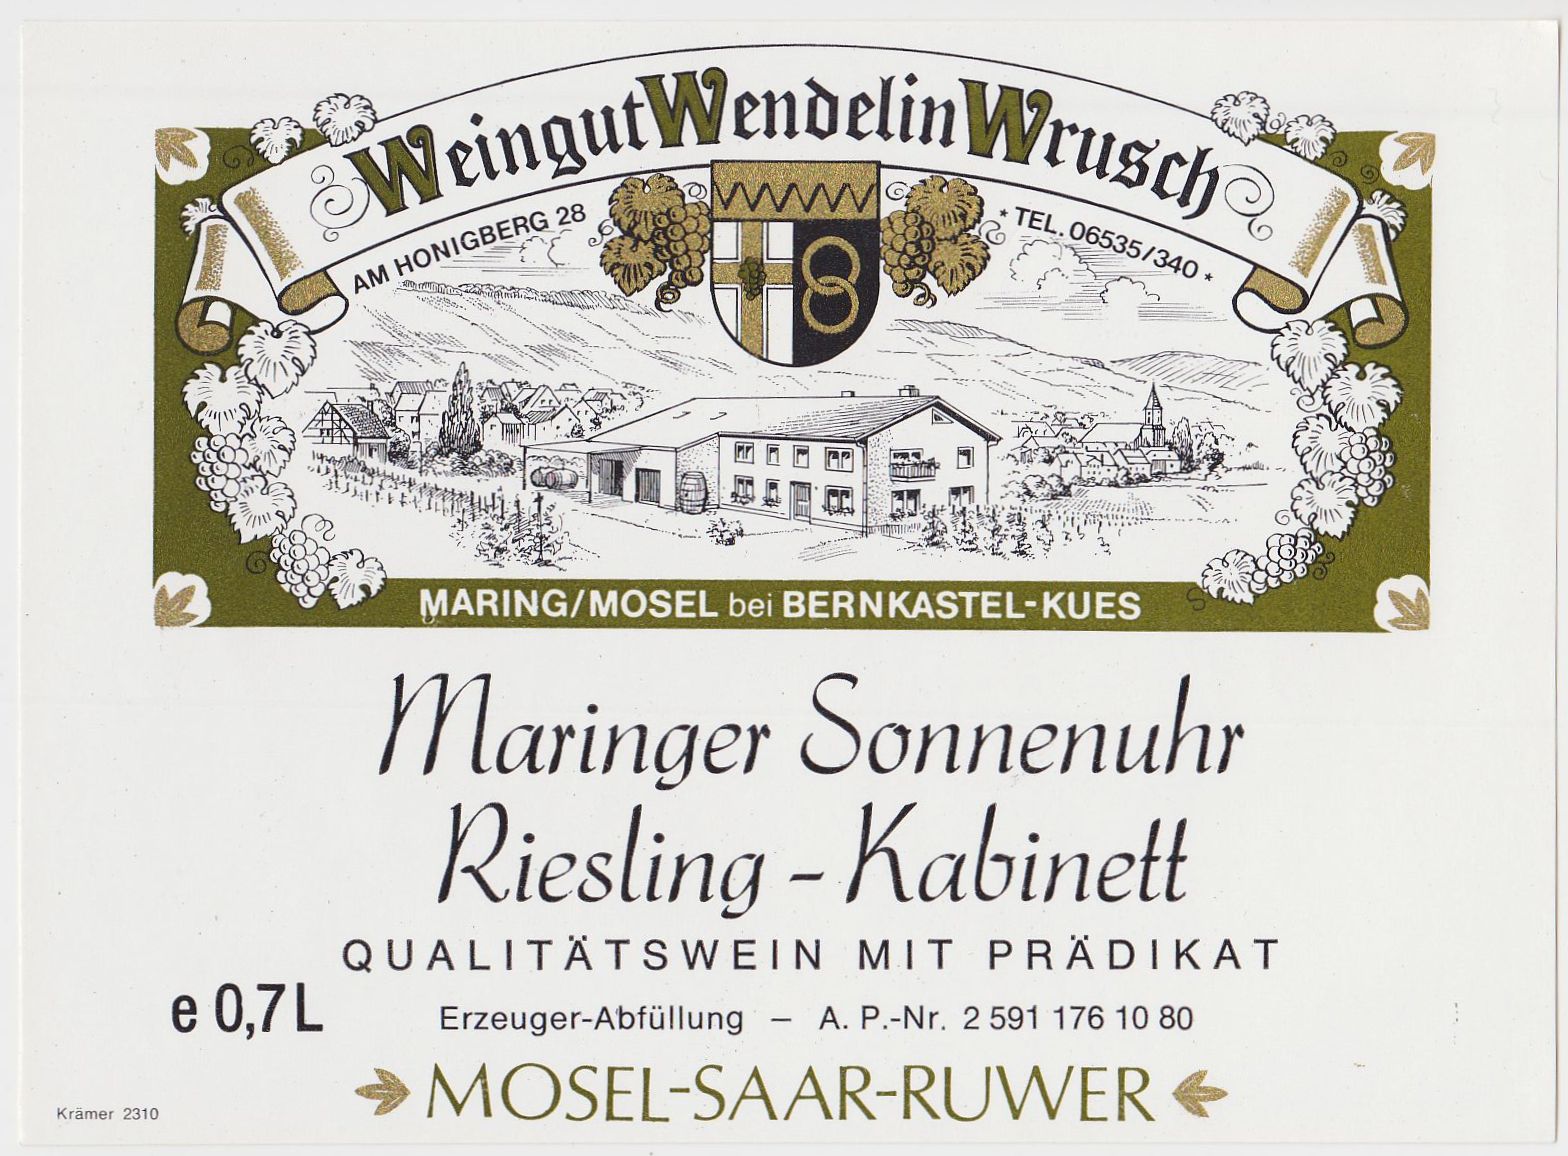 Weingut Wendelin Wrusch
AM HONIGBERG 28
* TEL. 06535/340 *
MARING/MOSEL bei BERNKASTEL-KUES
Maringer Sonnenuhr
Riesling - Kabinett
QUALITÄTSWEIN MIT PRÄDIKAT
e 0,7 L
Erzeuger-Abfüllung – A. P.-Nr. 2 591 176 10 80
MOSEL-SAAR-RUWER
Krämer 2310